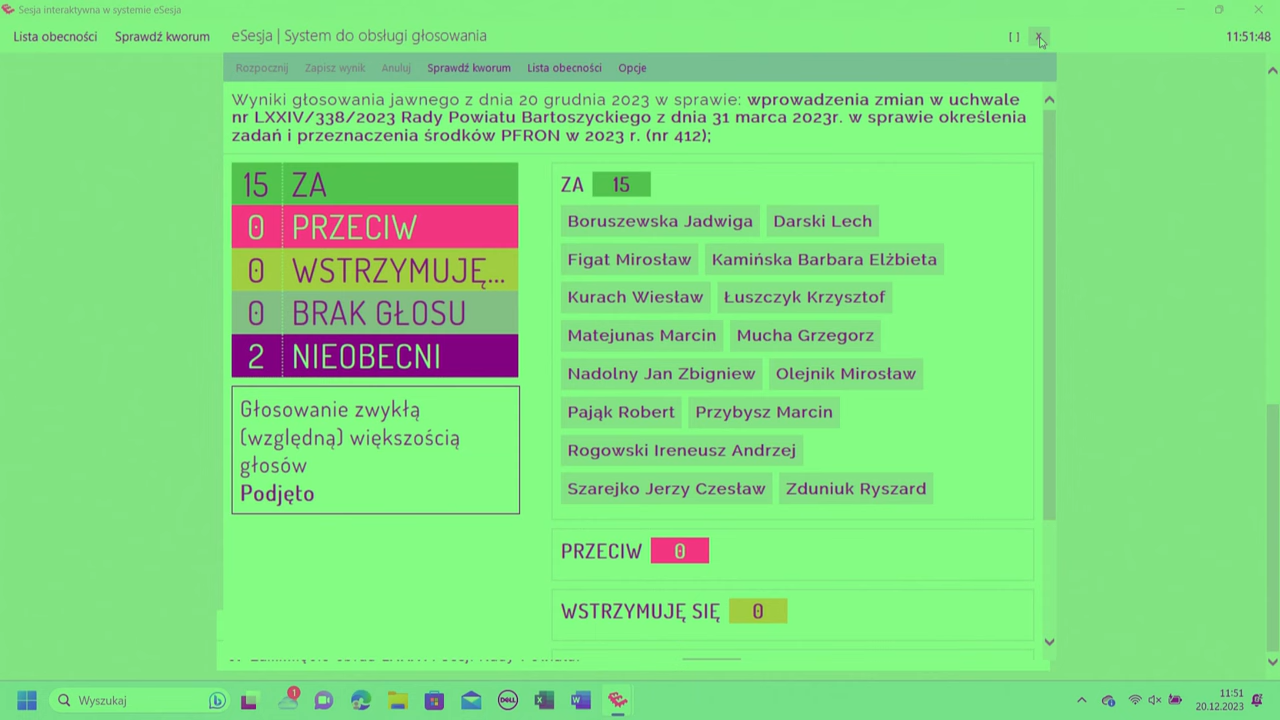 Sesja interaktywna w systemie eSesja
Lista obecności Sprawdź kworum eSesja | System do obsługi głosowania [ ] x 11:51:48
Rozpocznij Zapisz wynik Anuluj Sprawdź kworum Lista obecności Opcje
Wyniki głosowania jawnego z dnia 20 grudnia 2023 w sprawie: wprowadzenia zmian w uchwale
nr LXXIV/338/2023 Rady Powiatu Bartoszyckiego z dnia 31 marca 2023r. w sprawie określenia
zadań i przeznaczenia środków PFRON w 2023 r. (nr 412);
15 ZA
0 PRZECIW
0 WSTRZYMUJĘ...
0 BRAK GŁOSU
2 NIEOBECNI
Głosowanie zwykłą
(względną) większością
głosów
Podjęto
ZA 15
Boruszewska Jadwiga Darski Lech
Figat Mirosław Kamińska Barbara Elżbieta
Kurach Wiesław Łuszczyk Krzysztof
Matejunas Marcin Mucha Grzegorz
Nadolny Jan Zbigniew Olejnik Mirosław
Pająk Robert Przybysz Marcin
Rogowski Ireneusz Andrzej
Szarejko Jerzy Czesław Zduniuk Ryszard
PRZECIW 0
WSTRZYMUJĘ SIĘ 0
Wyszukaj
1
DELL
11:51
20.12.2023